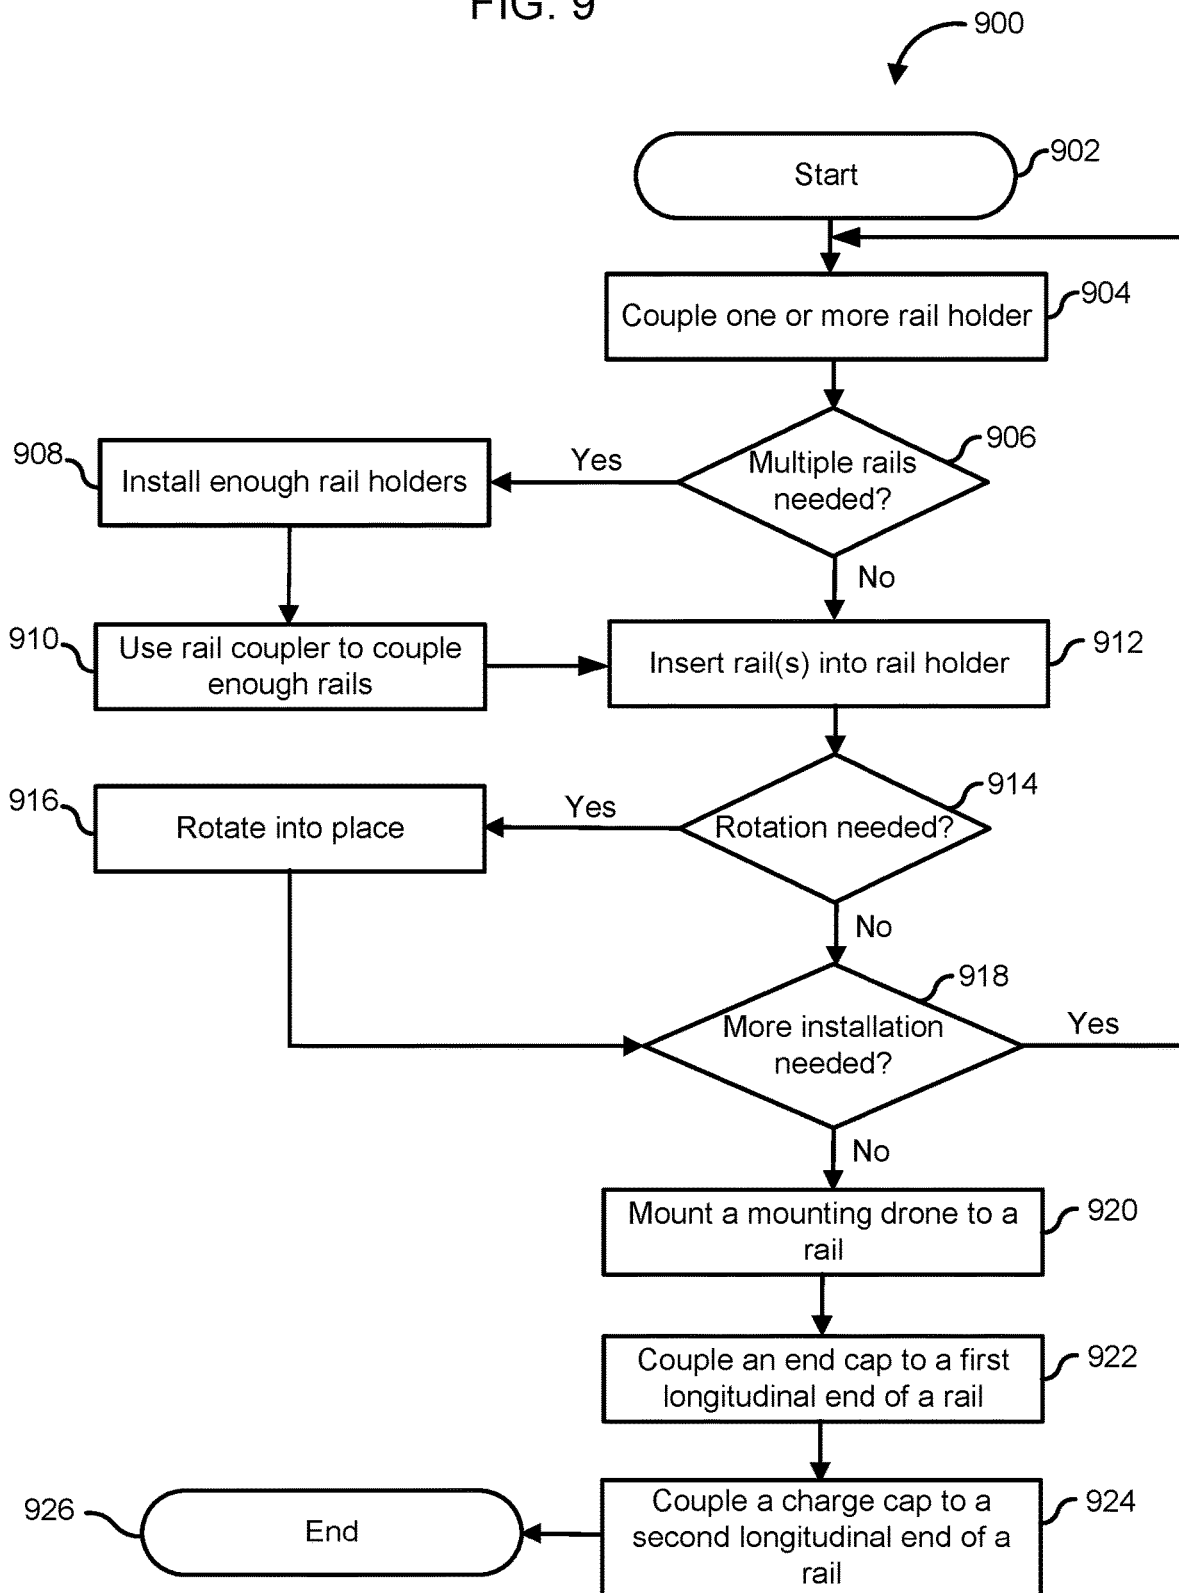 FIG. 9
900
Start
902
Couple one or more rail holder
904
906
Multiple rails
needed?
Yes
No
908
Install enough rail holders
910
Use rail coupler to couple
enough rails
Insert rail(s) into rail holder
912
914
Rotation needed?
Yes
No
916
Rotate into place
918
More installation
needed?
Yes
No
Mount a mounting drone to a
rail
920
Couple an end cap to a first
longitudinal end of a rail
922
Couple a charge cap to a
second longitudinal end of a
rail
924
926
End